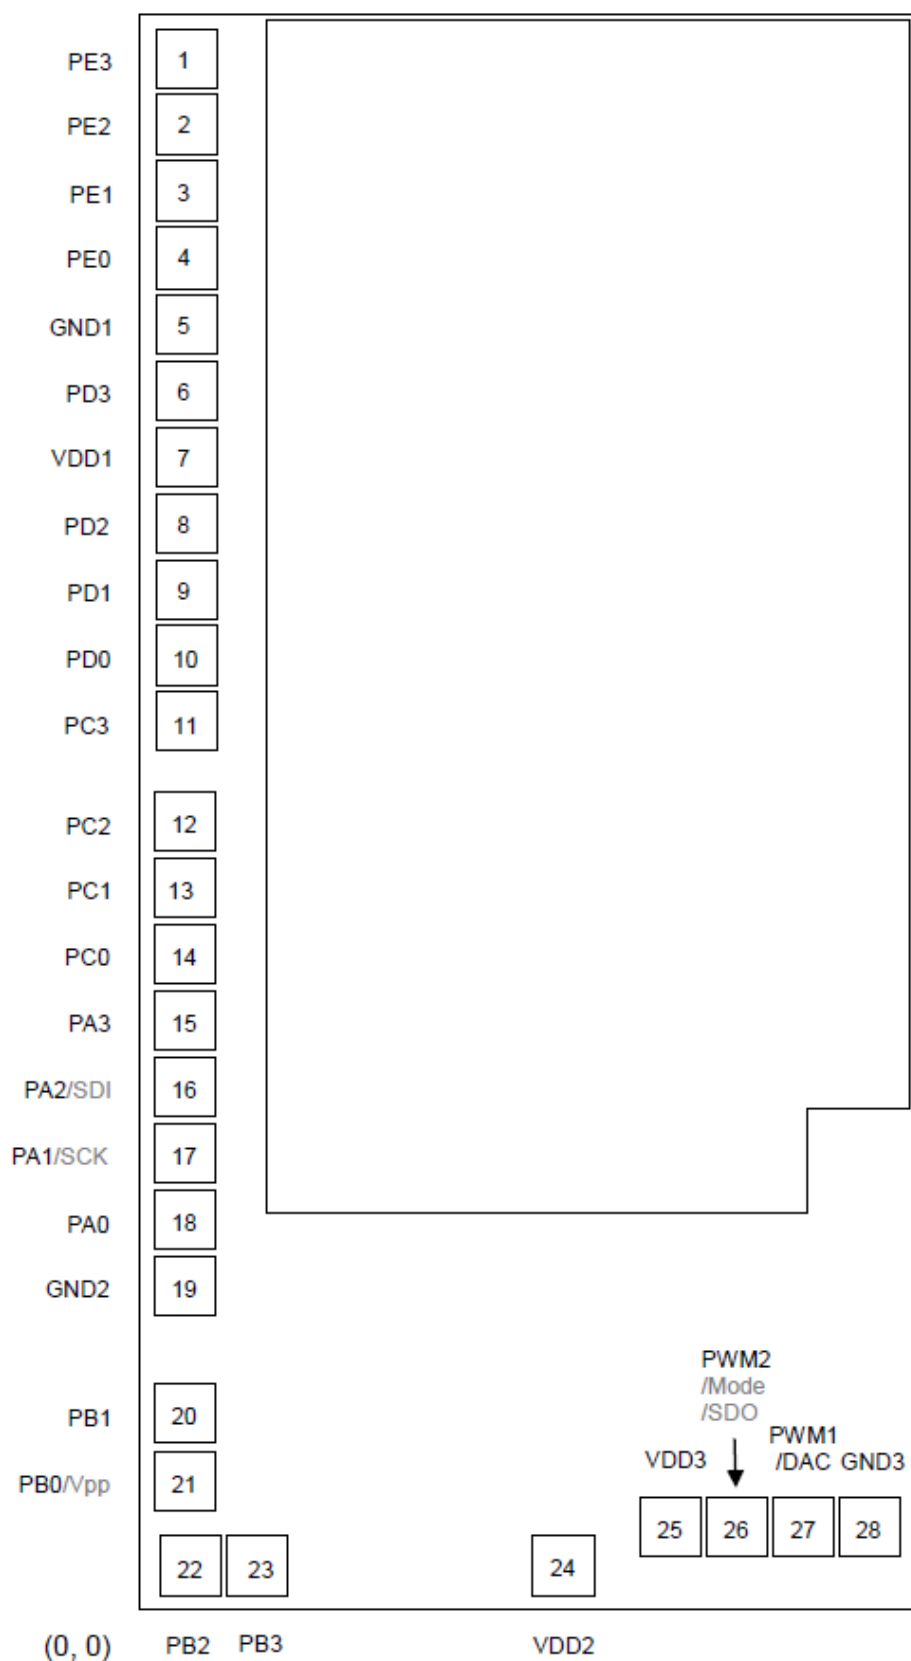 PE3 1
PE2 2
PE1 3
PE0 4
GND1 5
PD3 6
VDD1 7
PD2 8
PD1 9
PD0 10
PC3 11
PC2 12
PC1 13
PC0 14
PA3 15
PA2/SDI 16
PA1/SCK 17
PA0 18
GND2 19
PB1 20
PB0/Vpp 21
PWM2
/Mode
/SDO
VDD3
PWM1
/DAC
GND3
25 26 27 28
22 23 24
(0, 0) PB2 PB3 VDD2